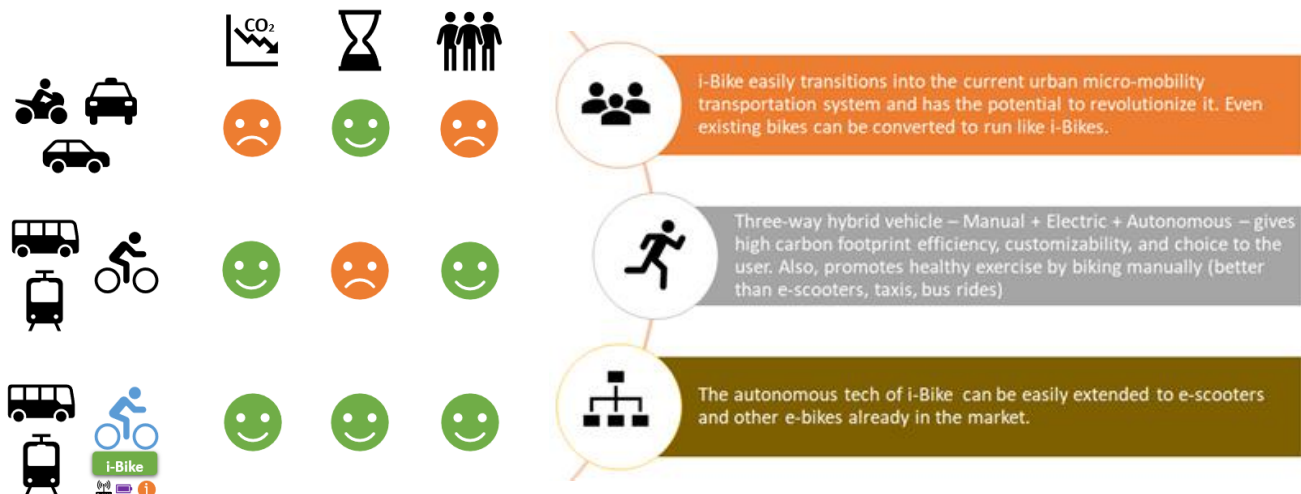 CO₂
i-Bike
i
i-Bike easily transitions into the current urban micro-mobility
transportation system and has the potential to revolutionize it. Even
existing bikes can be converted to run like i-Bikes.
Three-way hybrid vehicle – Manual + Electric + Autonomous – gives
high carbon footprint efficiency, customizability, and choice to the
user. Also, promotes healthy exercise by biking manually (better
than e-scooters, taxis, bus rides)
The autonomous tech of i-Bike can be easily extended to e-scooters
and other e-bikes already in the market.